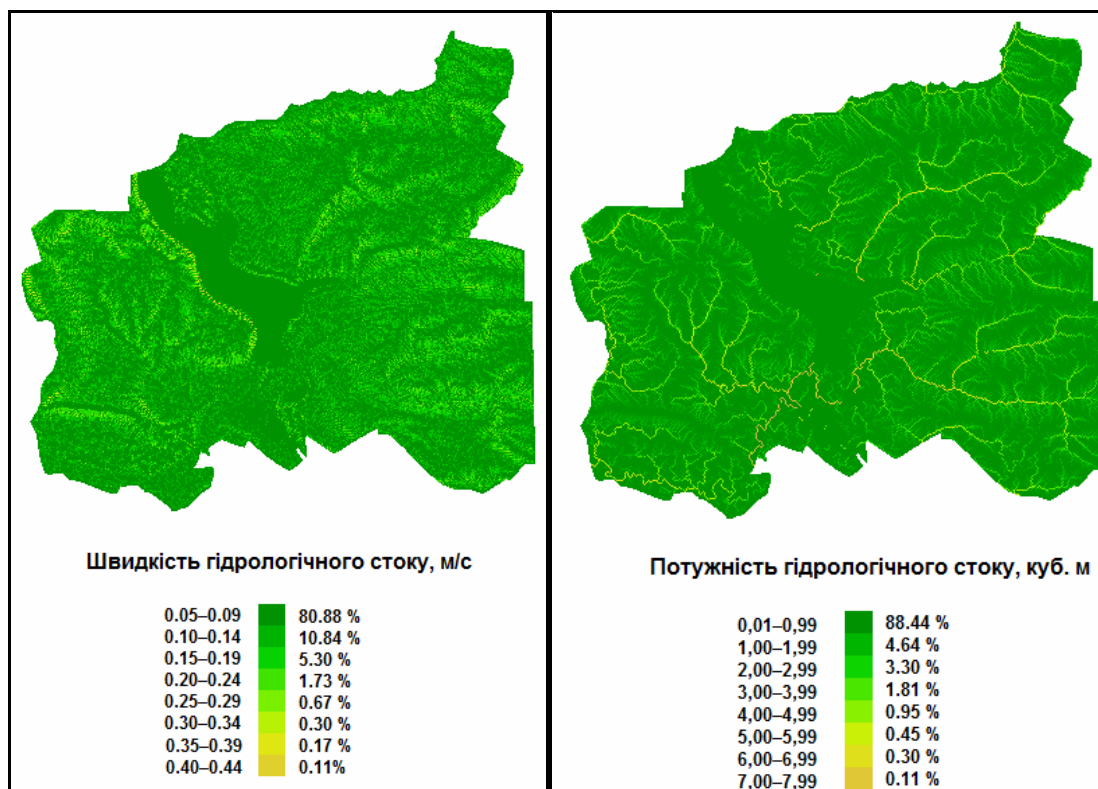 Швидкість гідрологічного стоку, м/с
0.05–0.09 80.88 %
0.10–0.14 10.84 %
0.15–0.19 5.30 %
0.20–0.24 1.73 %
0.25–0.29 0.67 %
0.30–0.34 0.30 %
0.35–0.39 0.17 %
0.40–0.44 0.11%
Потужність гідрологічного стоку, куб. м
0,01–0,99 88.44 %
1,00–1,99 4.64 %
2,00–2,99 3.30 %
3,00–3,99 1.81 %
4,00–4,99 0.95 %
5,00–5,99 0.45 %
6,00–6,99 0.30 %
7,00–7,99 0.11 %